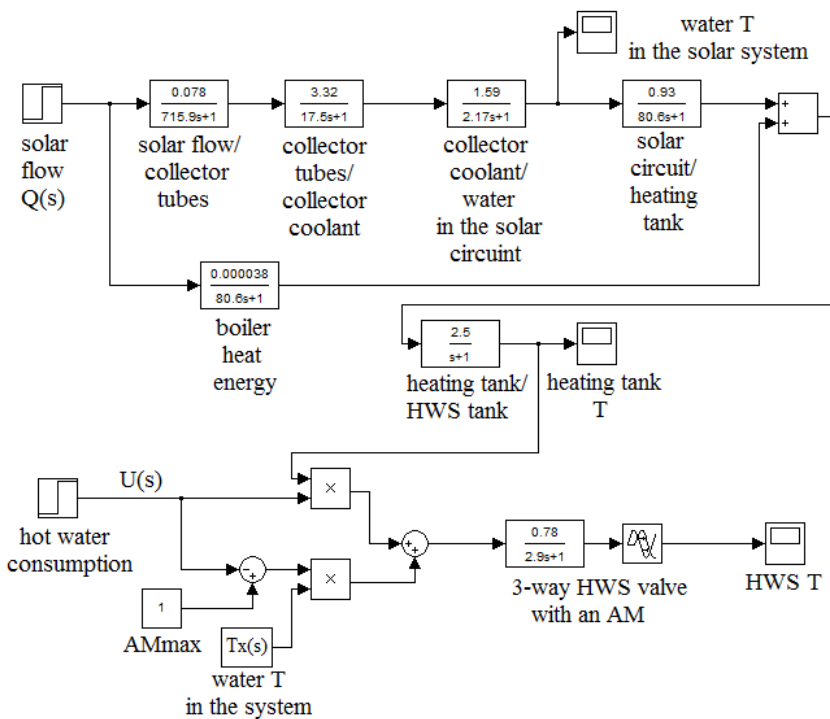 water T
in the solar system
0.078
715.9s+1
3.32
17.5s+1
1.59
2.17s+1
0.93
80.6s+1
+
+
solar
flow
Q(s)
solar flow/
collector
tubes
collector
tubes/
collector
coolant
collector
coolant/
water
in the solar
circuint
solar
circuit/
heating
tank
0.000038
80.6s+1
boiler
heat
energy
2.5
s+1
heating tank/
HWS tank
heating tank
T
U(s)
hot water
consumption
×
-
+
×
+
+
1
AMmax
Tx(s)
water T
in the system
0.78
2.9s+1
3-way HWS valve
with an AM
HWS T